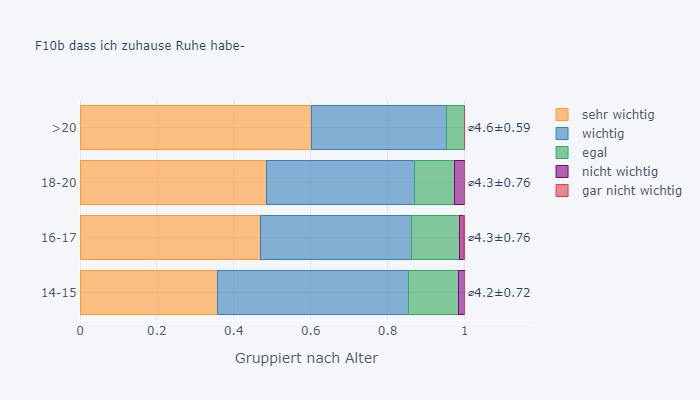 F10b dass ich zuhause Ruhe habe-
>20
⌀4.6±0.59
18-20
⌀4.3±0.76
16-17
⌀4.3±0.76
14-15
⌀4.2±0.72
0
0.2
0.4
0.6
0.8
1
Gruppiert nach Alter
sehr wichtig
wichtig
egal
nicht wichtig
gar nicht wichtig